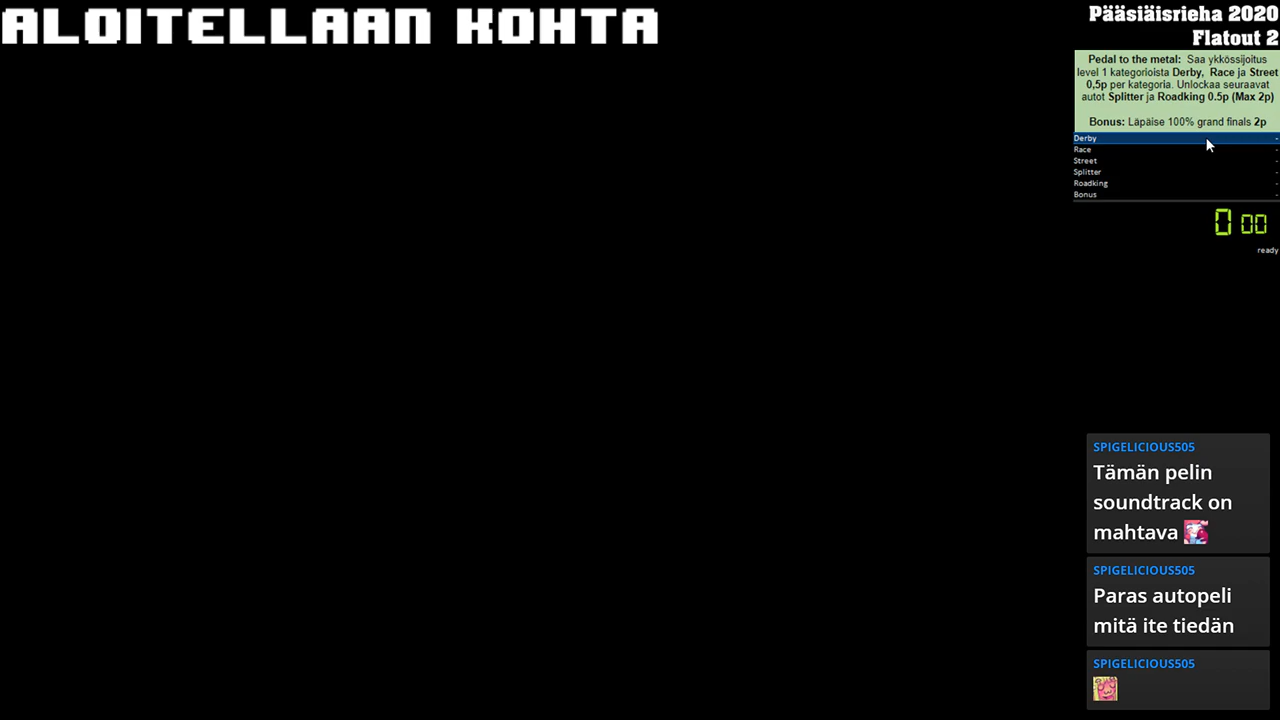 ALOITELLAAN KOHTA
Pääsiäisrieha 2020
Flatout 2
Pedal to the metal: Saa ykkössijoitus
level 1 kategorioista Derby, Race ja Street
0,5p per kategoria. Unlockaa seuraavat
autot Splitter ja Roadking 0.5p (Max 2p)
Bonus: Läpäise 100% grand finals 2p
Derby -
Race -
Street -
Splitter -
Roadking -
Bonus -
0 00
ready
SPIGELICIOUS505
Tämän pelin
soundtrack on
mahtava
SPIGELICIOUS505
Paras autopeli
mitä ite tiedän
SPIGELICIOUS505